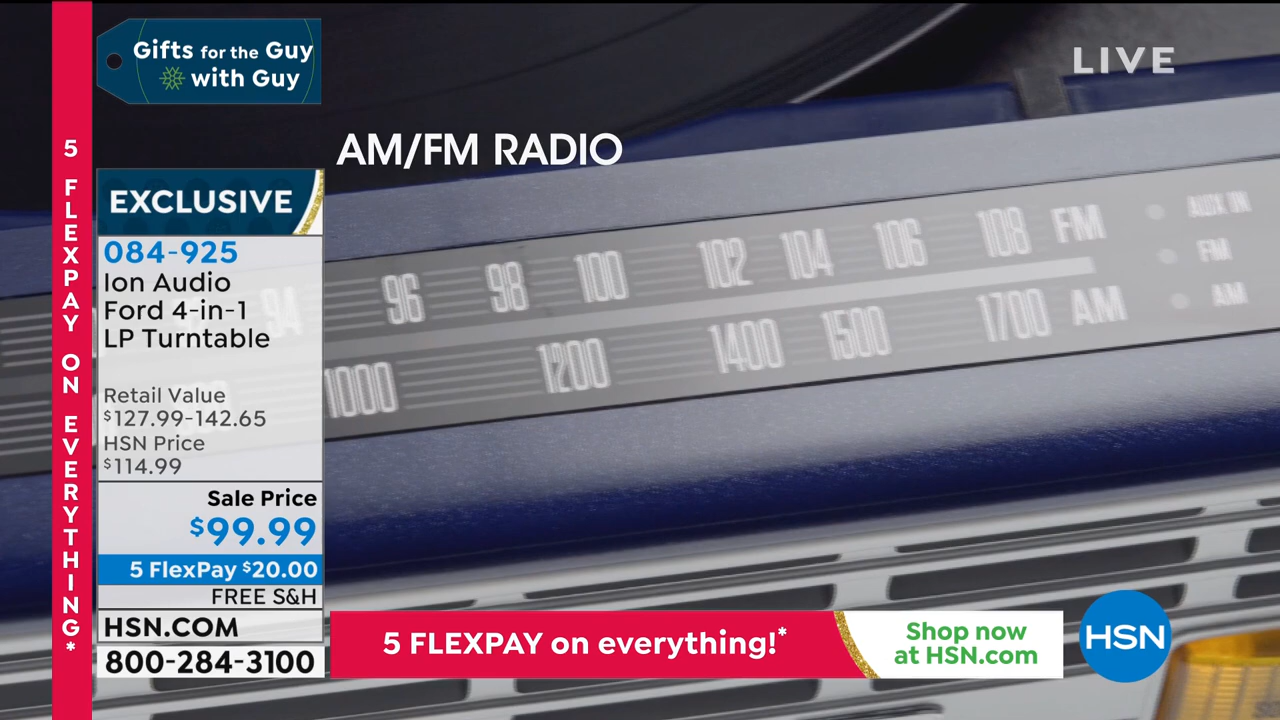 Gifts for the Guy
with Guy
LIVE
AM/FM RADIO
5 FLEXPAY ON EVERYTHING*
EXCLUSIVE
084-925
Ion Audio
Ford 4-in-1
LP Turntable
Retail Value
$127.99-142.65
HSN Price
$114.99
Sale Price
$99.99
5 FlexPay $20.00
FREE S&H
HSN.COM
800-284-3100
94 96 98 100 102 104 106 108 FM
1000 1200 1400 1500 1700 AM
AUX IN
FM
AM
5 FLEXPAY on everything!*
Shop now
at HSN.com
HSN